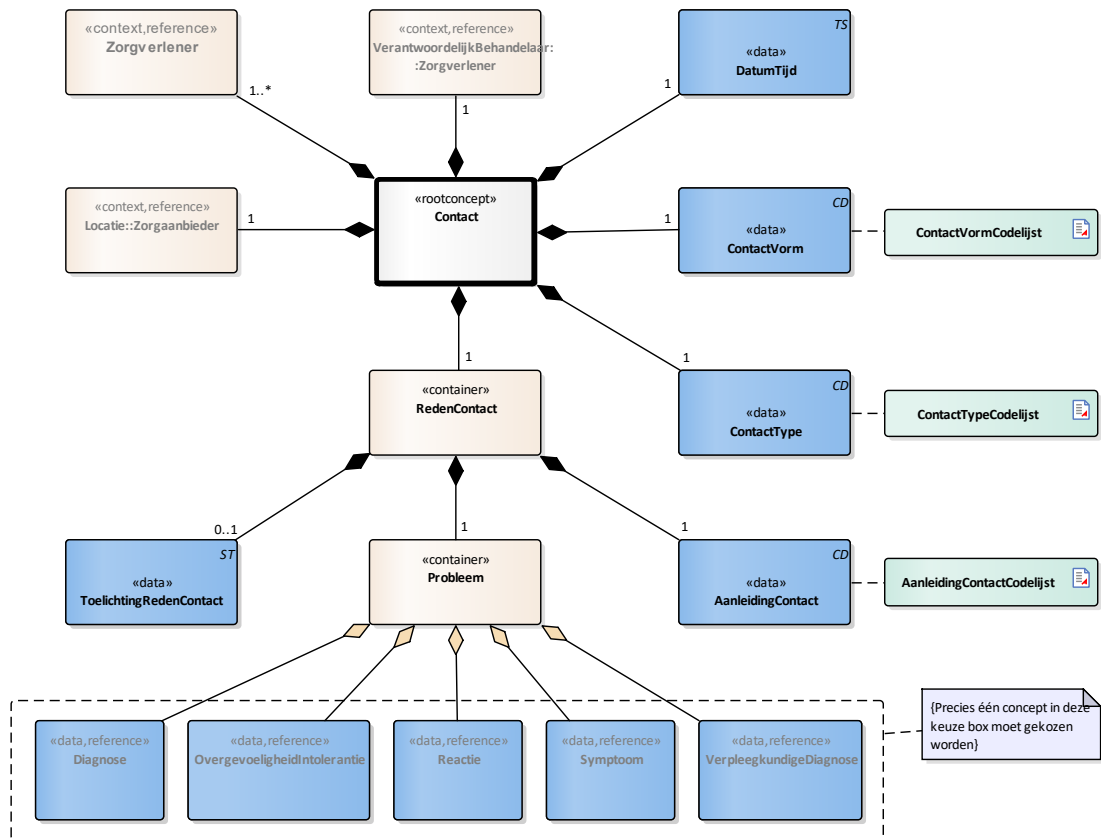 «context,reference»
Zorgverlener
1..*
«context,reference»
VerantwoordelijkBehandelaar:
:Zorgverlener
1
TS
«data»
DatumTijd
1
«context,reference»
Locatie::Zorgaanbieder
1
«rootconcept»
Contact
CD
«data»
ContactVorm
1
ContactVormCodelijst
1
«container»
RedenContact
1
CD
«data»
ContactType
ContactTypeCodelijst
0..1
ST
«data»
ToelichtingRedenContact
1
«container»
Probleem
1
CD
«data»
AanleidingContact
AanleidingContactCodelijst
«data,reference»
Diagnose
«data,reference»
OvergevoeligheidIntolerantie
«data,reference»
Reactie
«data,reference»
Symptoom
«data,reference»
VerpleegkundigeDiagnose
{Precies één concept in deze
keuze box moet gekozen
worden}